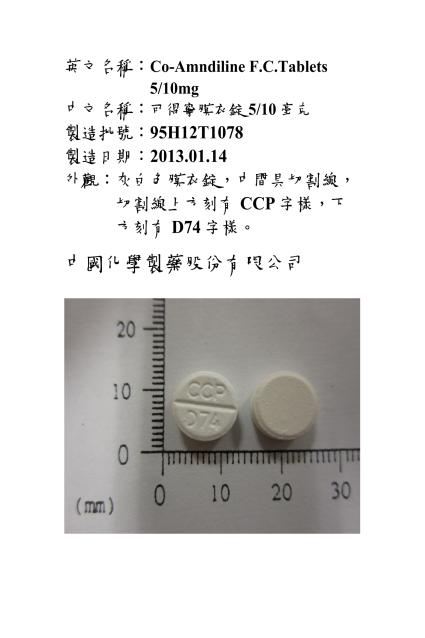 英文名稱：Co-Amndiline F.C.Tablets
5/10mg
中文名稱：可得寧膜衣錠5/10 毫克
製造批號：95H12T1078
製造日期：2013.01.14
外觀：灰白色膜衣錠，中間具切割線，
切割線上方刻有 CCP 字樣，下
方刻有 D74 字樣。
中國化學製藥股份有限公司
20
10
0
CCP
D74
(mm)
0 10 20 30